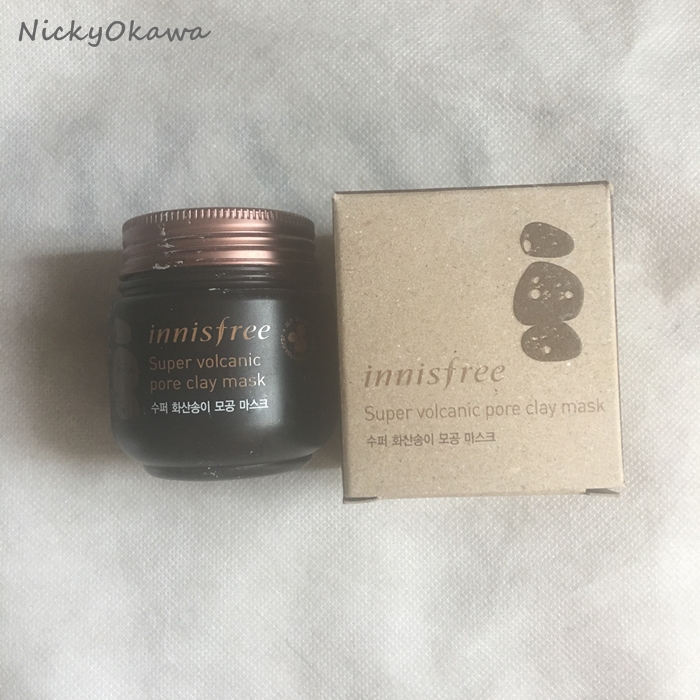 NickyOkawa
innisfree
Super volcanic
pore clay mask
수퍼 화산송이 모공 마스크
innisfree
Super volcanic pore clay mask
수퍼 화산송이 모공 마스크